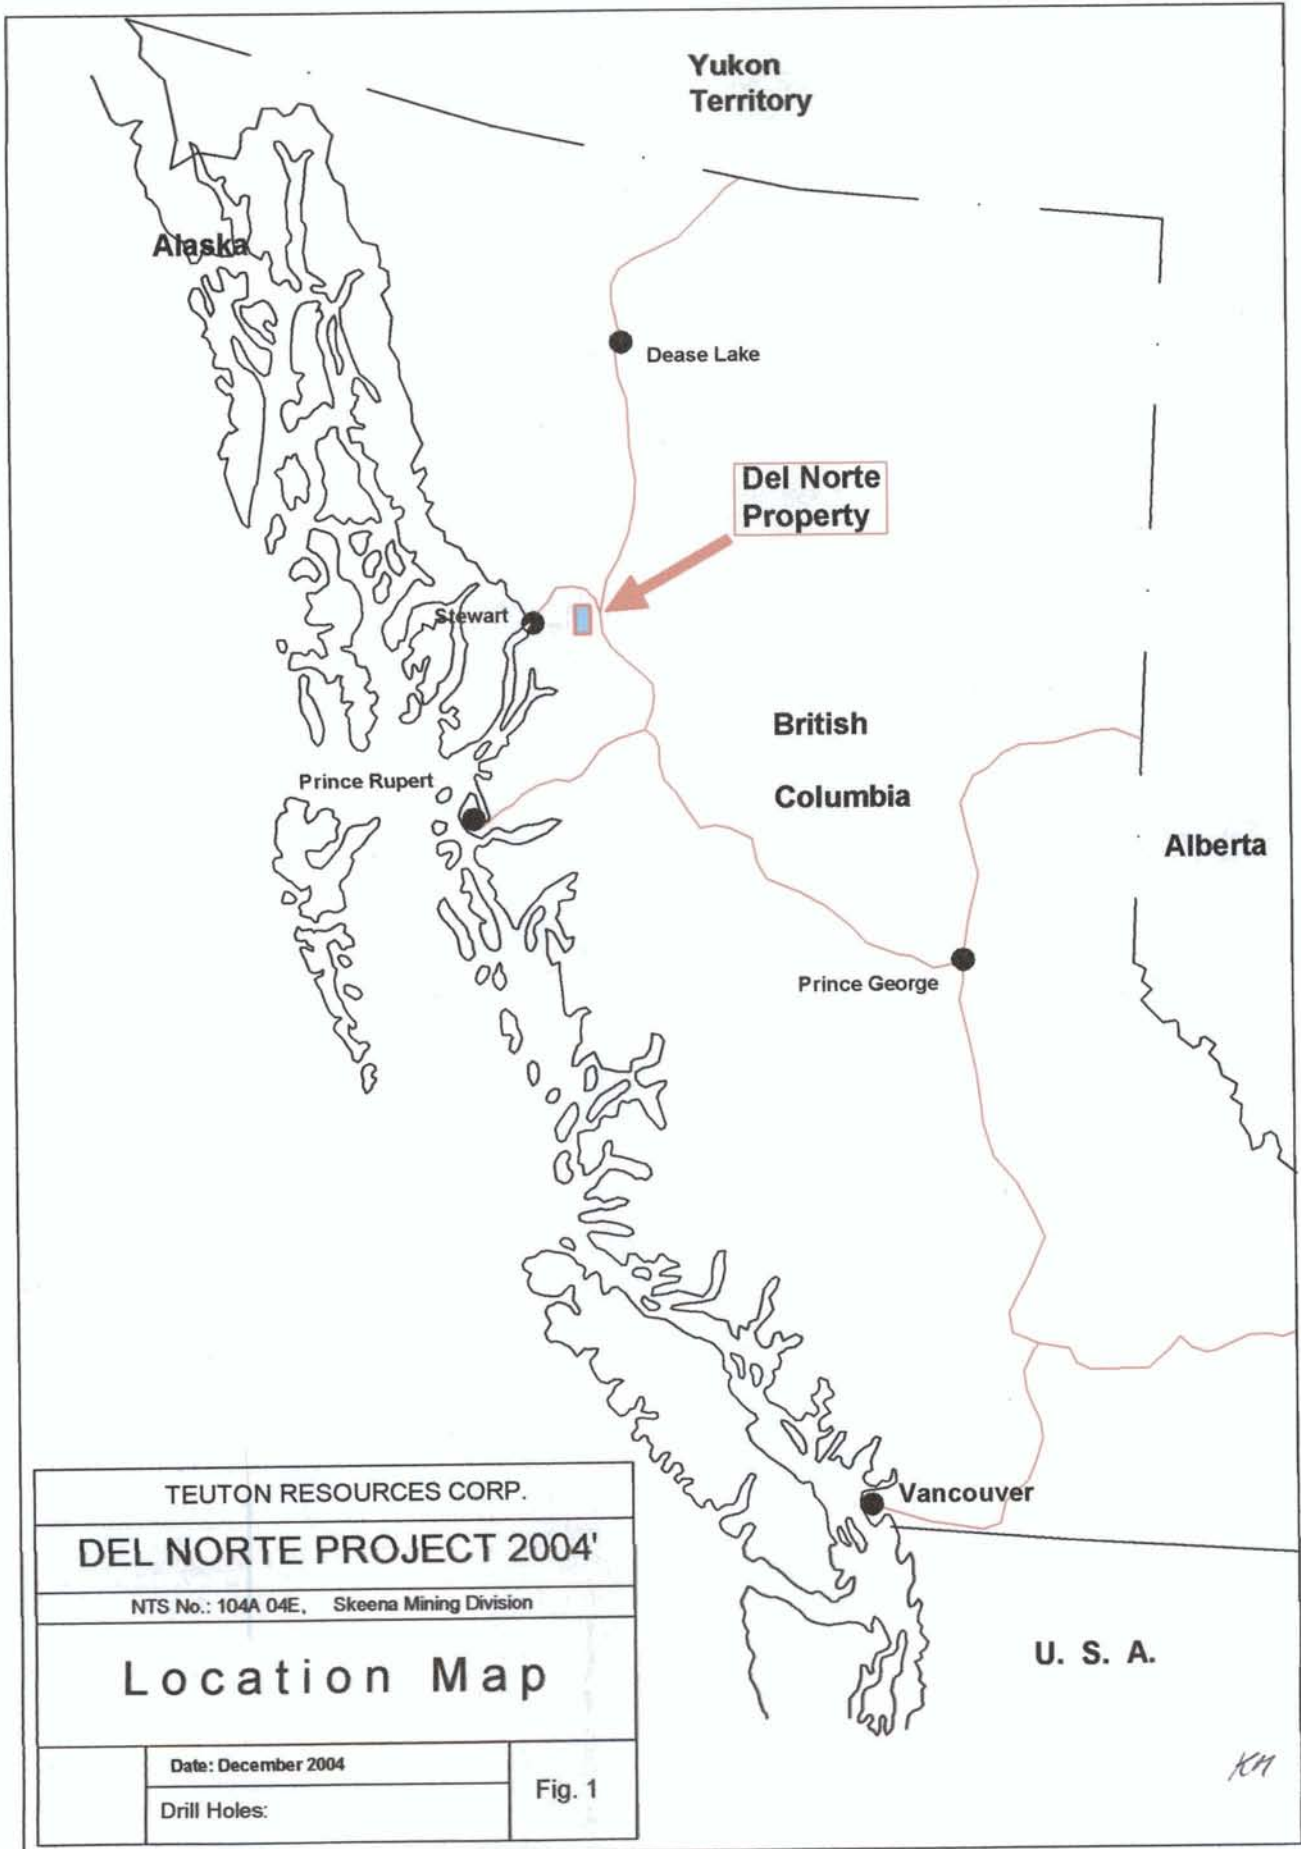 Yukon
Territory
Alaska
Dease Lake
Del Norte
Property
Stewart
British
Columbia
Prince Rupert
Alberta
Prince George
Vancouver
U. S. A.
TEUTON RESOURCES CORP.
DEL NORTE PROJECT 2004'
NTS No.: 104A 04E, Skeena Mining Division
Location Map
Date: December 2004
Drill Holes:
Fig. 1